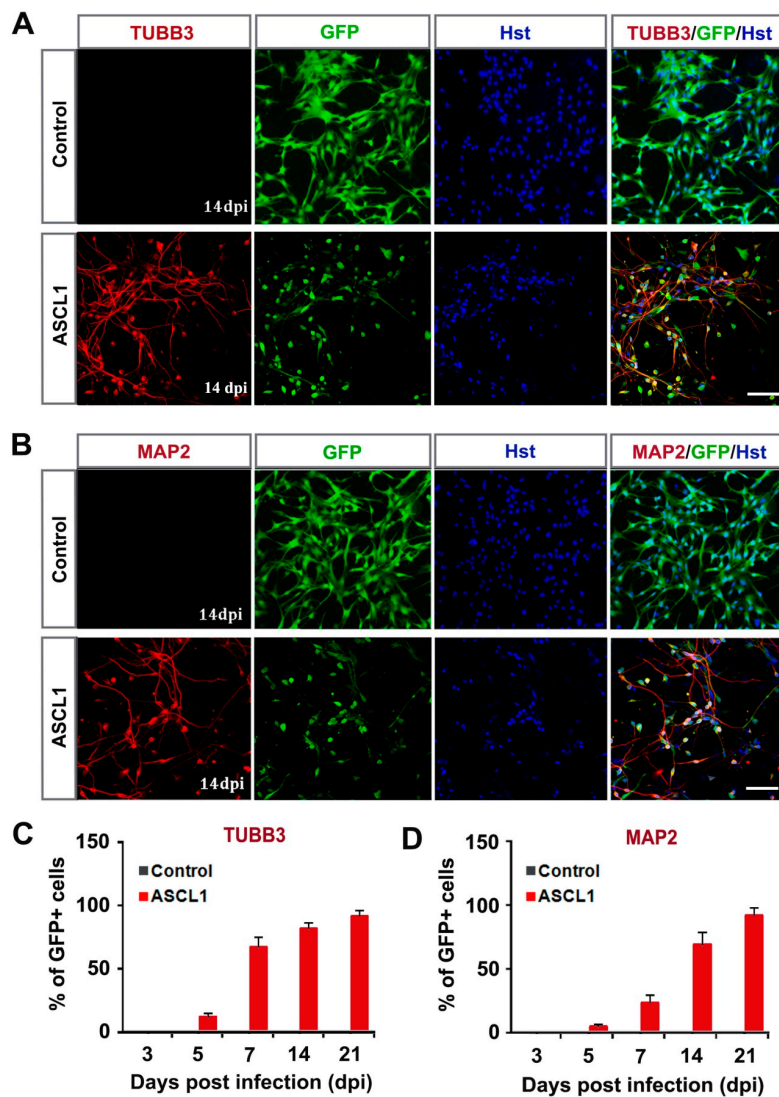 A
TUBB3 GFP Hst TUBB3/GFP/Hst
Control
14dpi
ASCL1
14 dpi
B
MAP2 GFP Hst MAP2/GFP/Hst
Control
14dpi
ASCL1
14dpi
C
TUBB3
% of GFP+ cells
150
100
50
0
Control
ASCL1
3 5 7 14 21
Days post infection (dpi)
D
MAP2
% of GFP+ cells
150
100
50
0
Control
ASCL1
3 5 7 14 21
Days post infection (dpi)